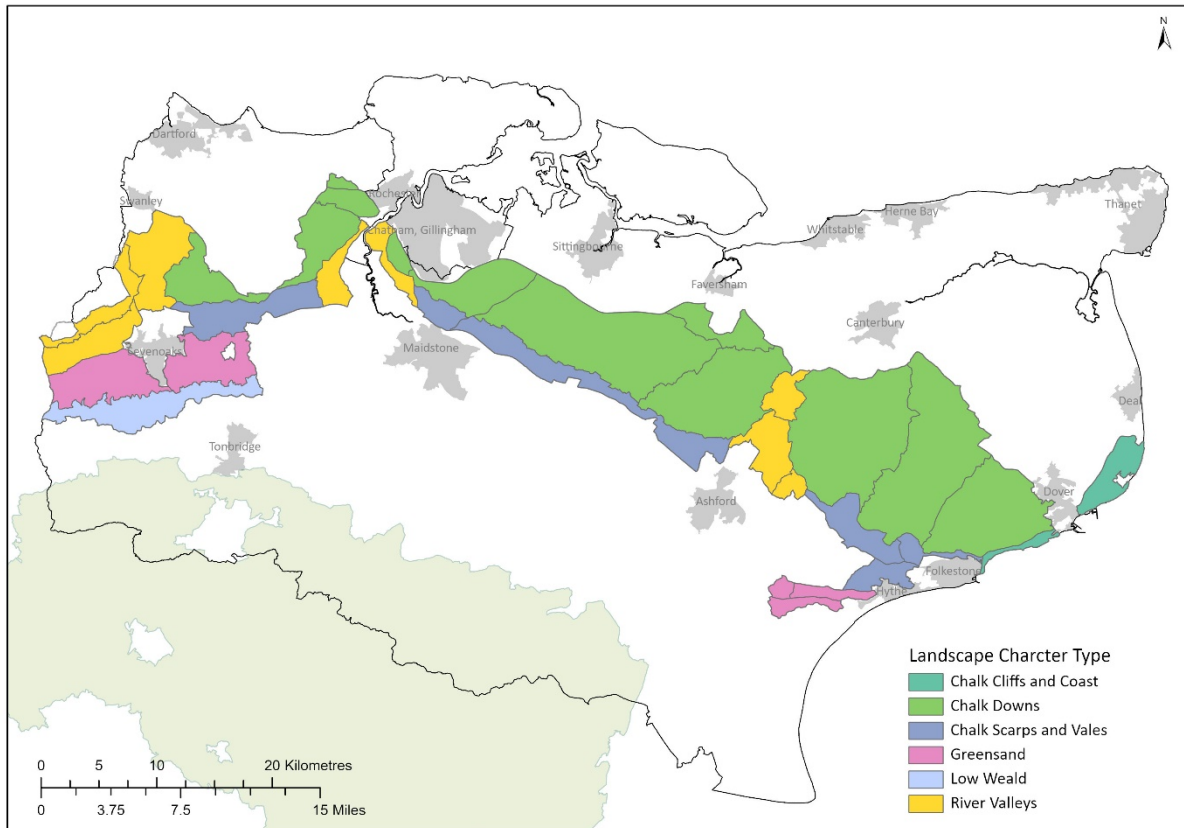 N
Dartford
Swanley
Rochester
Chatham, Gillingham
Sittingbourne
Whitstable
Herne Bay
Thanet
Faversham
Canterbury
Sevenoaks
Maidstone
Deal
Tonbridge
Ashford
Dover
Folkestone
Hythe
Landscape Charcter Type
Chalk Cliffs and Coast
Chalk Downs
Chalk Scarps and Vales
Greensand
Low Weald
River Valleys
0 5 10 20 Kilometres
0 3.75 7.5 15 Miles